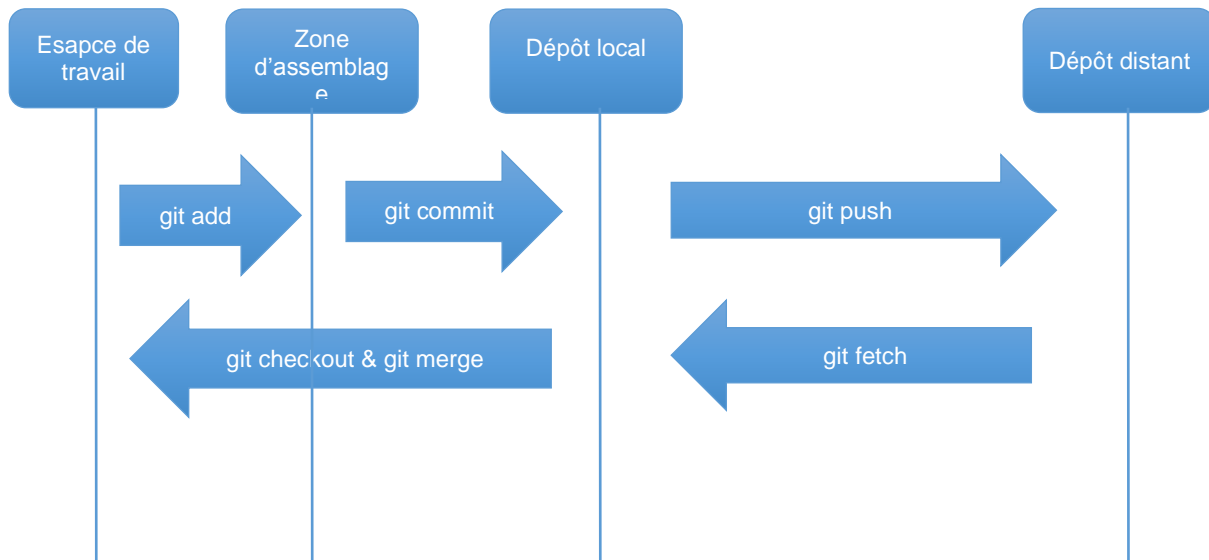 Esapce de
travail
Zone
d'assemblag
e
Dépôt local
Dépôt distant
git add
git commit
git push
git checkout & git merge
git fetch